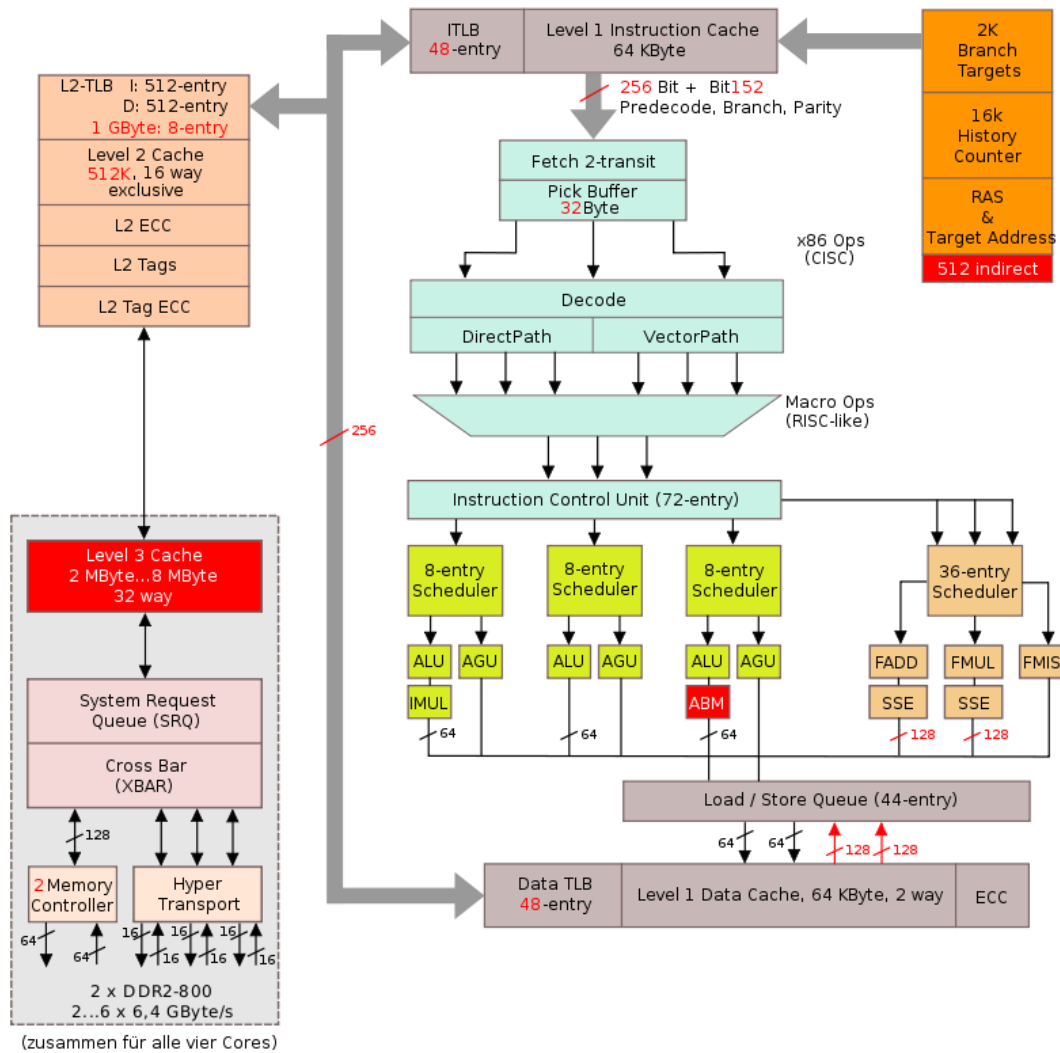 ITLB
48-entry
Level 1 Instruction Cache
64 KByte
2K
Branch
Targets
16k
History
Counter
RAS
&
Target Address
512 indirect
L2-TLB I: 512-entry
D: 512-entry
1 GByte: 8-entry
Level 2 Cache
512K, 16 way
exclusive
L2 ECC
L2 Tags
L2 Tag ECC
256 Bit + Bit152
Predecode, Branch, Parity
Fetch 2-transit
Pick Buffer
32Byte
x86 Ops
(CISC)
Decode
DirectPath
VectorPath
Macro Ops
(RISC-like)
256
Instruction Control Unit (72-entry)
8-entry
Scheduler
8-entry
Scheduler
8-entry
Scheduler
36-entry
Scheduler
ALU
AGU
ALU
AGU
ALU
AGU
FADD
FMUL
FMIS
IMUL
ABM
SSE
SSE
64
64
64
128
128
Load / Store Queue (44-entry)
64
64
128
128
Data TLB
48-entry
Level 1 Data Cache, 64 KByte, 2 way
ECC
Level 3 Cache
2 MByte...8 MByte
32 way
System Request
Queue (SRQ)
Cross Bar
(XBAR)
128
2 Memory
Controller
Hyper
Transport
64
64
16
16
16
16
16
16
2 x DDR2-800
2...6 x 6,4 GByte/s
(zusammen für alle vier Cores)